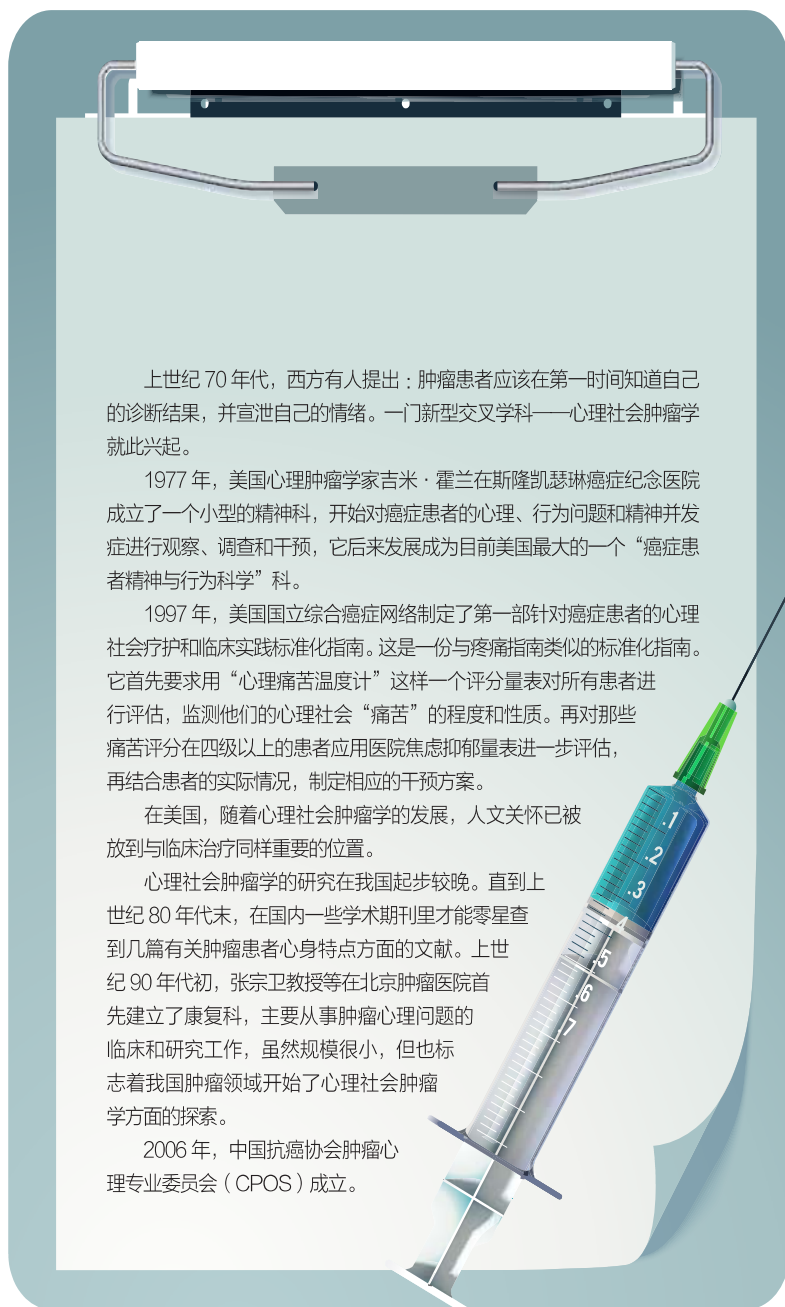 上世纪 70 年代，西方有人提出：肿瘤患者应该在第一时间知道自己
的诊断结果，并宣泄自己的情绪。一门新型交叉学科——心理社会肿瘤学
就此兴起。
1977 年，美国心理肿瘤学家吉米·霍兰在斯隆凯瑟琳癌症纪念医院
成立了一个小型的精神科，开始对癌症患者的心理、行为问题和精神并发
症进行观察、调查和干预，它后来发展成为目前美国最大的一个“癌症患
者精神与行为科学”科。
1997 年，美国国立综合癌症网络制定了第一部针对癌症患者的心理
社会疗护和临床实践标准化指南。这是一份与疼痛指南类似的标准化指南。
它首先要求用“心理痛苦温度计”这样一个评分量表对所有患者进
行评估，监测他们的心理社会“痛苦”的程度和性质。再对那些
痛苦评分在四级以上的患者应用医院焦虑抑郁量表进一步评估，
再结合患者的实际情况，制定相应的干预方案。
在美国，随着心理社会肿瘤学的发展，人文关怀已被
放到与临床治疗同样重要的位置。
心理社会肿瘤学的研究在我国起步较晚。直到上
世纪 80 年代末，在国内一些学术期刊里才能零星查
到几篇有关肿瘤患者心身特点方面的文献。上世
纪 90 年代初，张宗卫教授等在北京肿瘤医院首
先建立了康复科，主要从事肿瘤心理问题的
临床和研究工作，虽然规模很小，但也标
志着我国肿瘤领域开始了心理社会肿瘤
学方面的探索。
2006 年，中国抗癌协会肿瘤心
理专业委员会（CPOS）成立。
.1
.2
.3
.4
.5
.6
.7